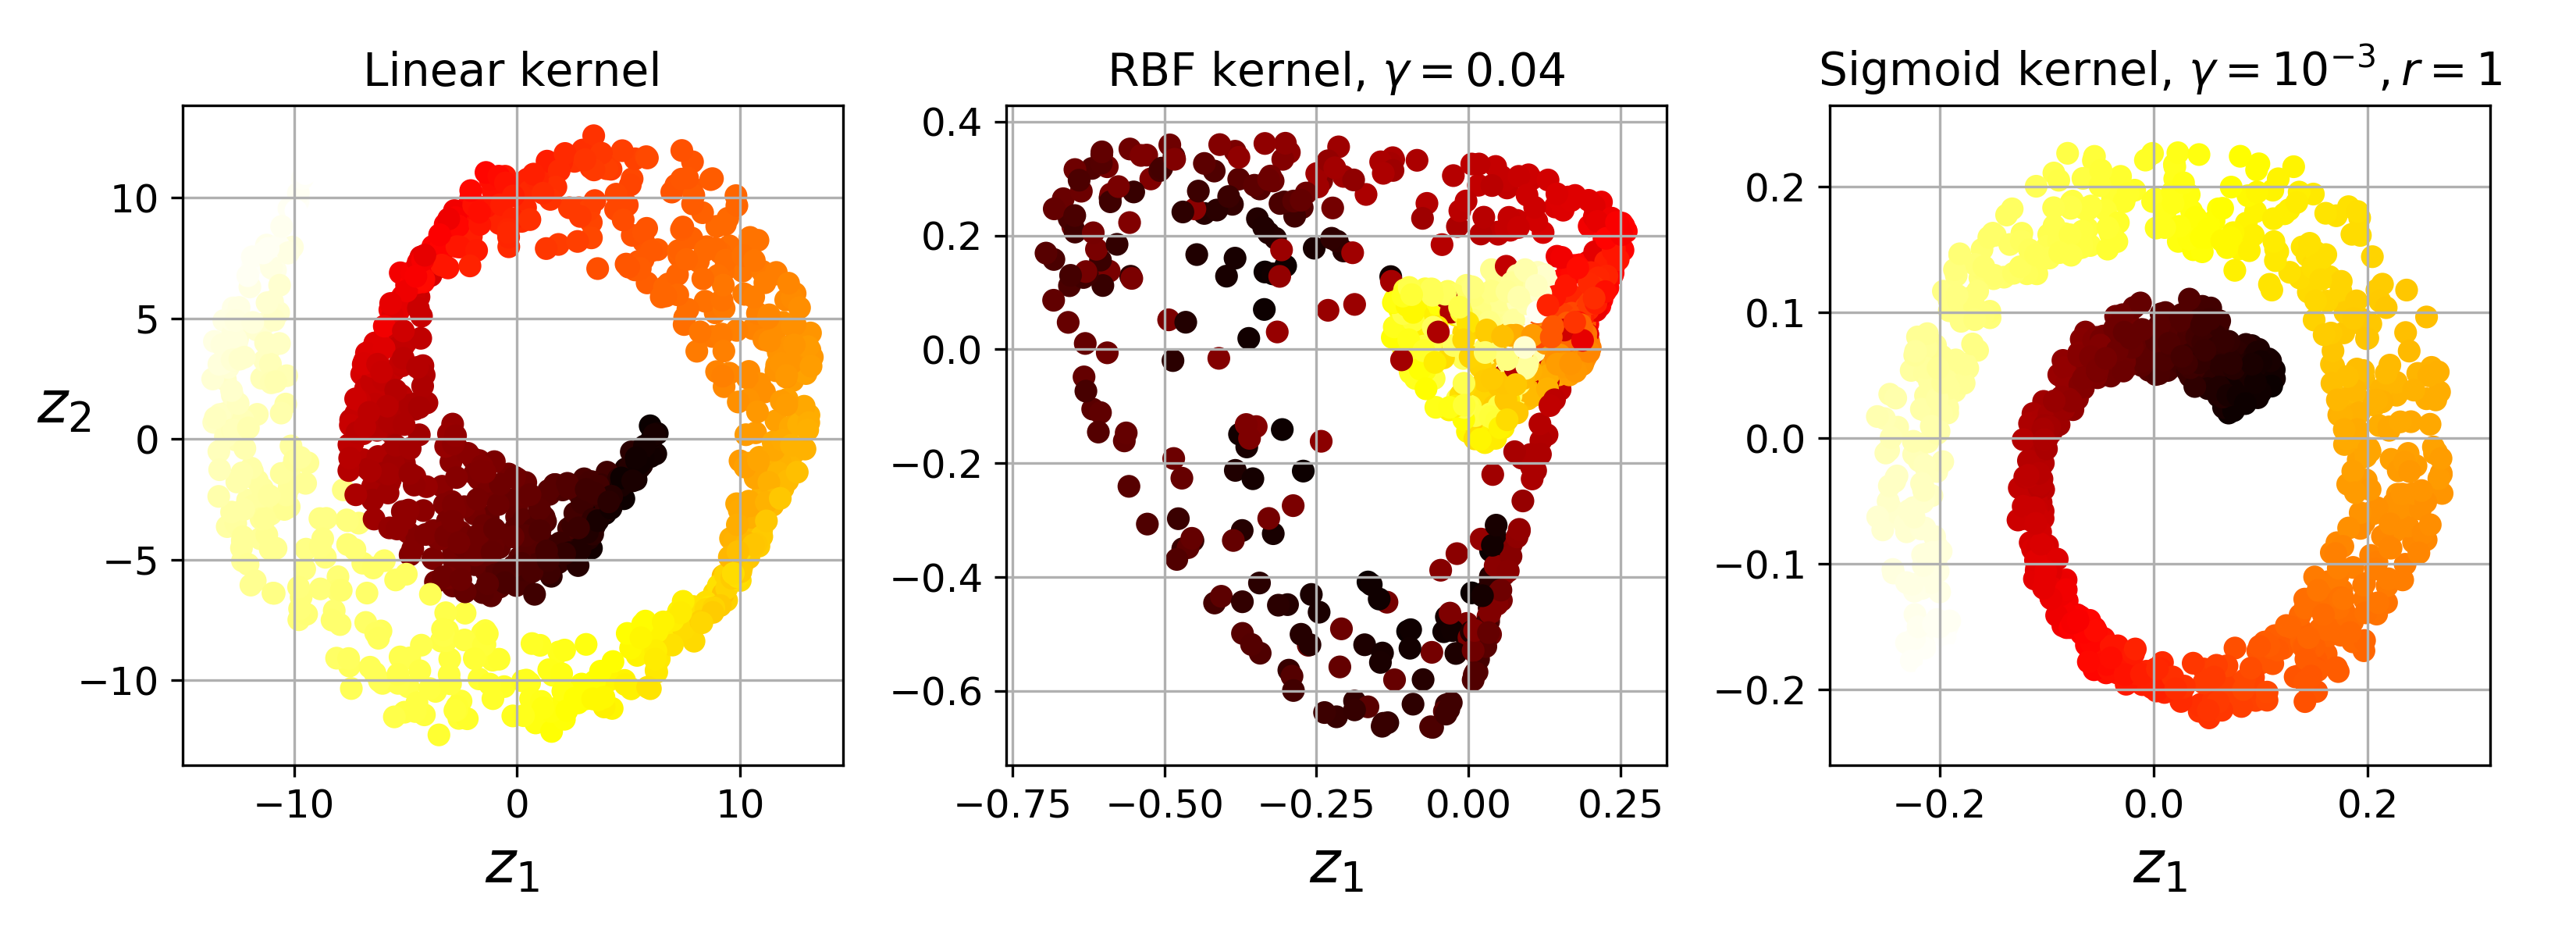 Linear kernel
RBF kernel, γ = 0.04
Sigmoid kernel, γ = 10⁻³, r = 1
z₂
10
5
0
−5
−10
−10 0 10
z₁
0.4
0.2
0.0
−0.2
−0.4
−0.6
−0.75 −0.50 −0.25 0.00 0.25
z₁
0.2
0.1
0.0
−0.1
−0.2
−0.2 0.0 0.2
z₁